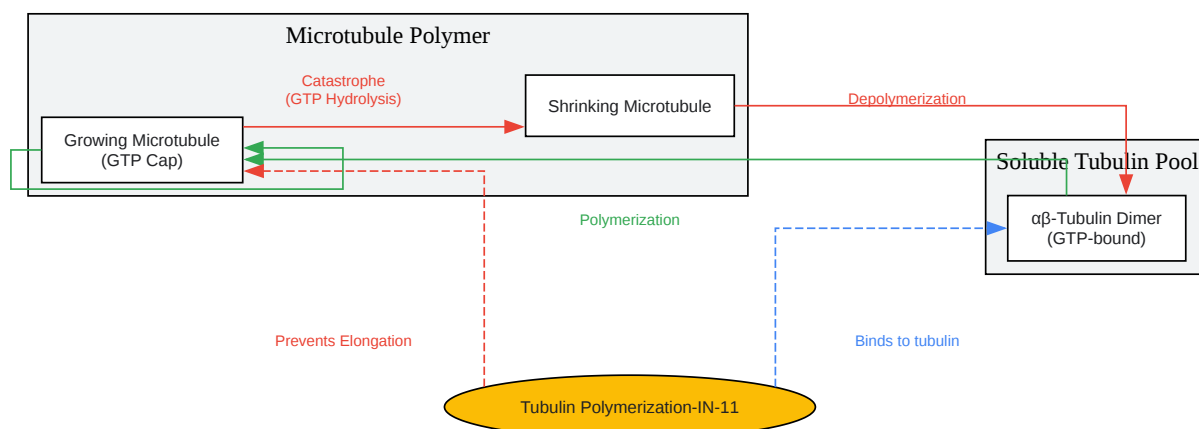 Microtubule Polymer
Catastrophe
(GTP Hydrolysis)
Shrinking Microtubule
Depolymerization
Growing Microtubule
(GTP Cap)
Soluble Tubulin Pool
αβ-Tubulin Dimer
(GTP-bound)
Polymerization
Prevents Elongation
Binds to tubulin
Tubulin Polymerization-IN-11